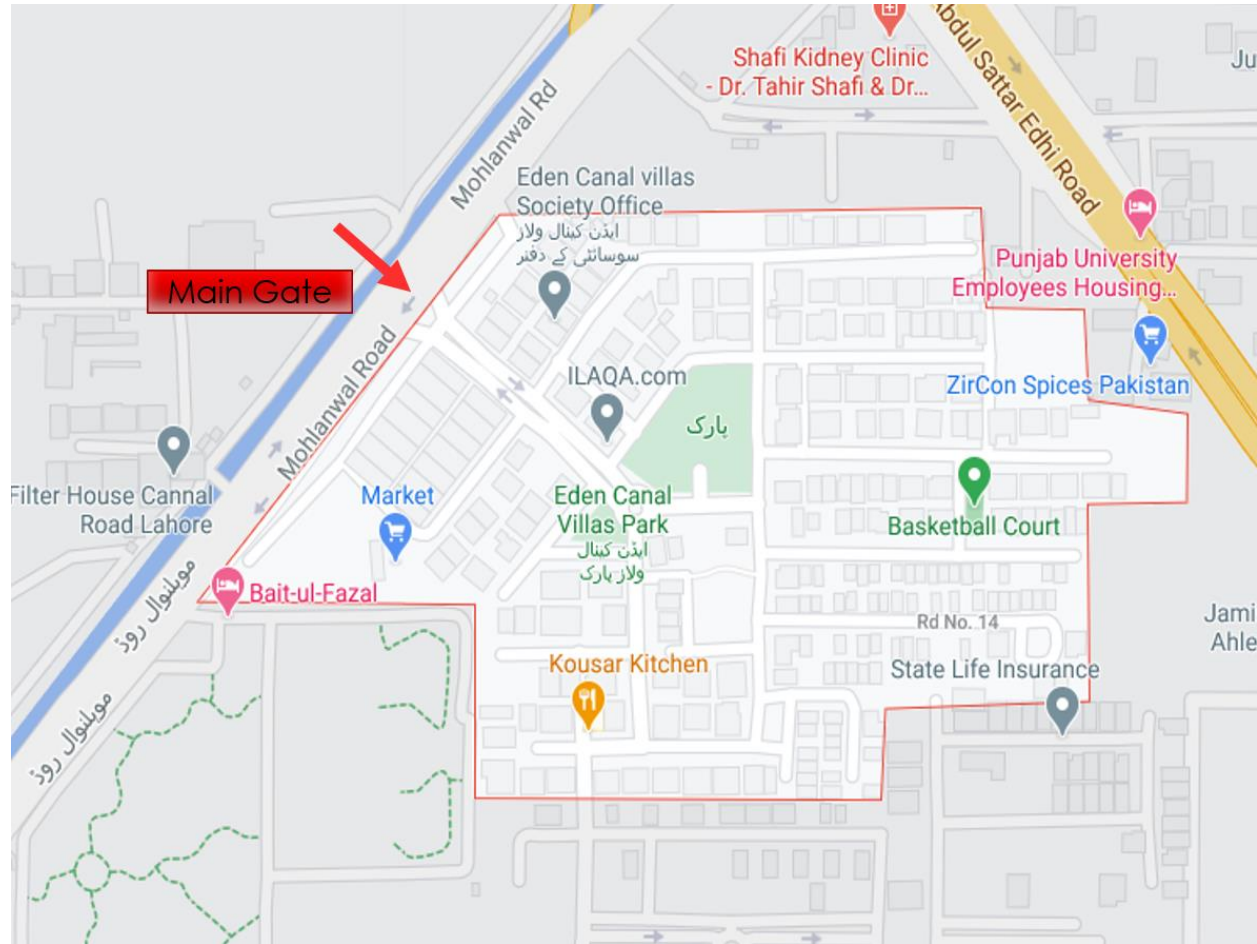 Shafi Kidney Clinic
- Dr. Tahir Shafi & Dr...
Ju
Abdul Sattar Edhi Road
Mohlanwal Rd
Eden Canal villas
Society Office
ایڈن کینال ولاز
سوسائٹی کے دفتر
Punjab University
Employees Housing...
Main Gate
Mohlanwal Road
ILAQA.com
ZirCon Spices Pakistan
پارک
Filter House Cannal
Road Lahore
Market
Eden Canal
Villas Park
ایڈن کینال
ولاز پارک
Basketball Court
موہلنوال روڈ
Bait-ul-Fazal
Rd No. 14
Jami
Ahle
Kousar Kitchen
State Life Insurance
موہلنوال روڈ